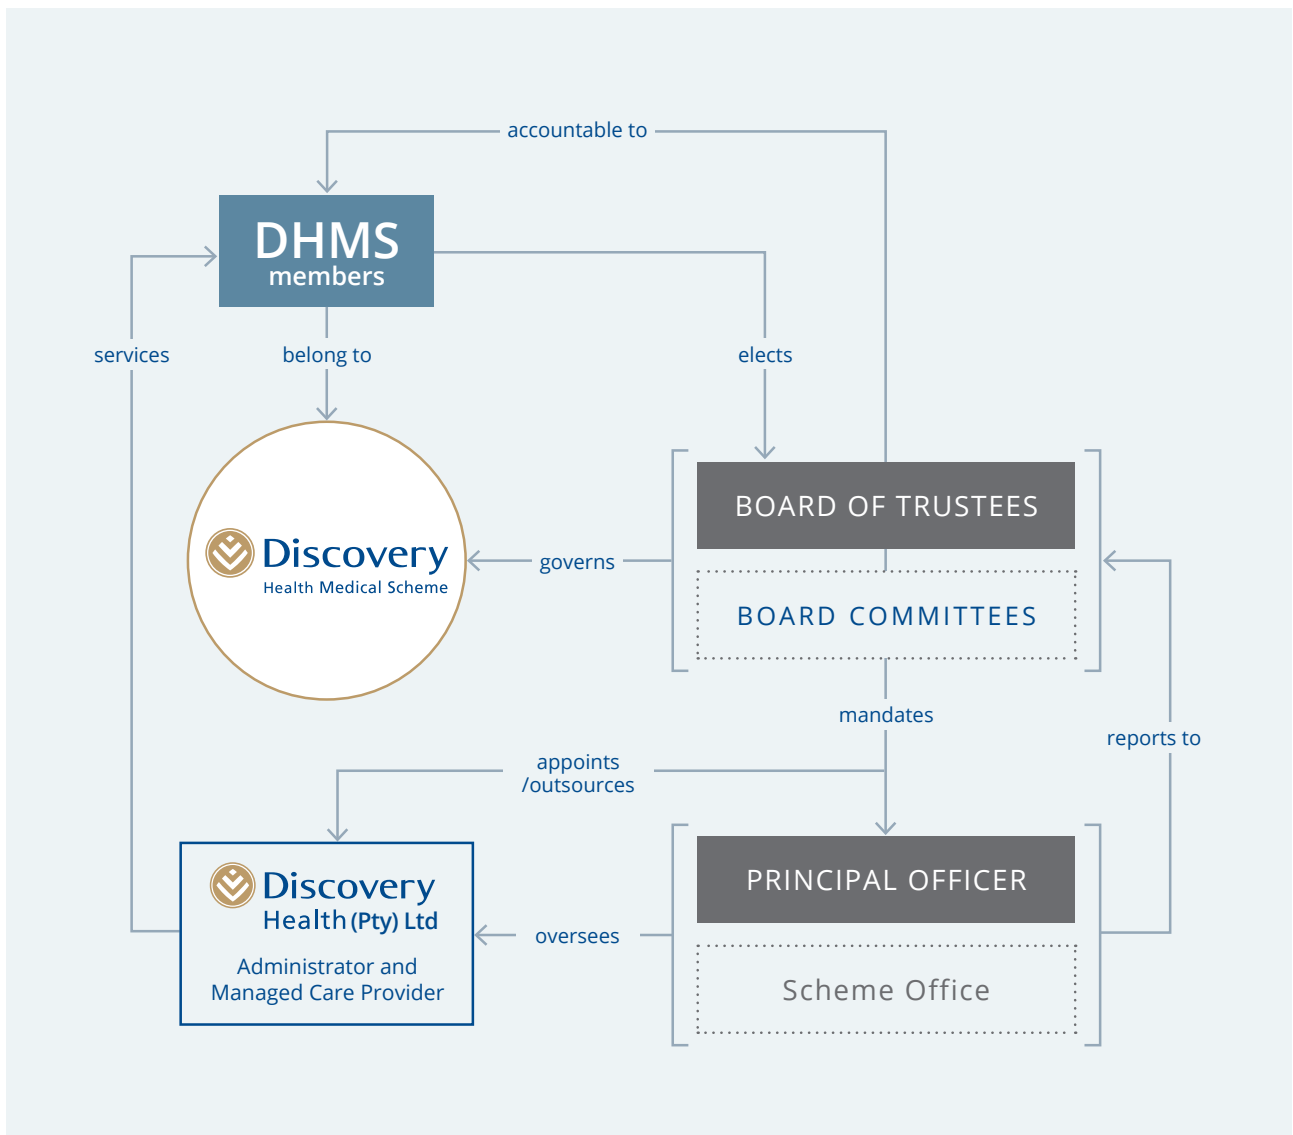 accountable to
DHMS
members
services
belong to
elects
BOARD OF TRUSTEES
Discovery
Health Medical Scheme
governs
BOARD COMMITTEES
mandates
reports to
appoints
/outsources
Discovery
Health (Pty) Ltd
Administrator and
Managed Care Provider
oversees
PRINCIPAL OFFICER
Scheme Office